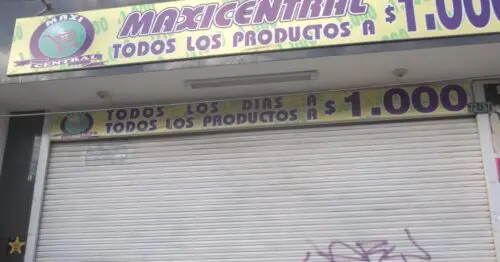 MAXI
CENTRAL
MAXICENTRAL
TODOS LOS PRODUCTOS A $1.000
TODOS LOS DIAS A
TODOS LOS PRODUCTOS A $1.000